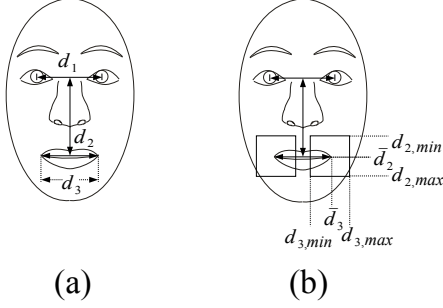 d₁
d₂
d₃
(a)
d₂,min
d̄₂
d₂,max
d̄₃
d₃,min
d₃,max
(b)